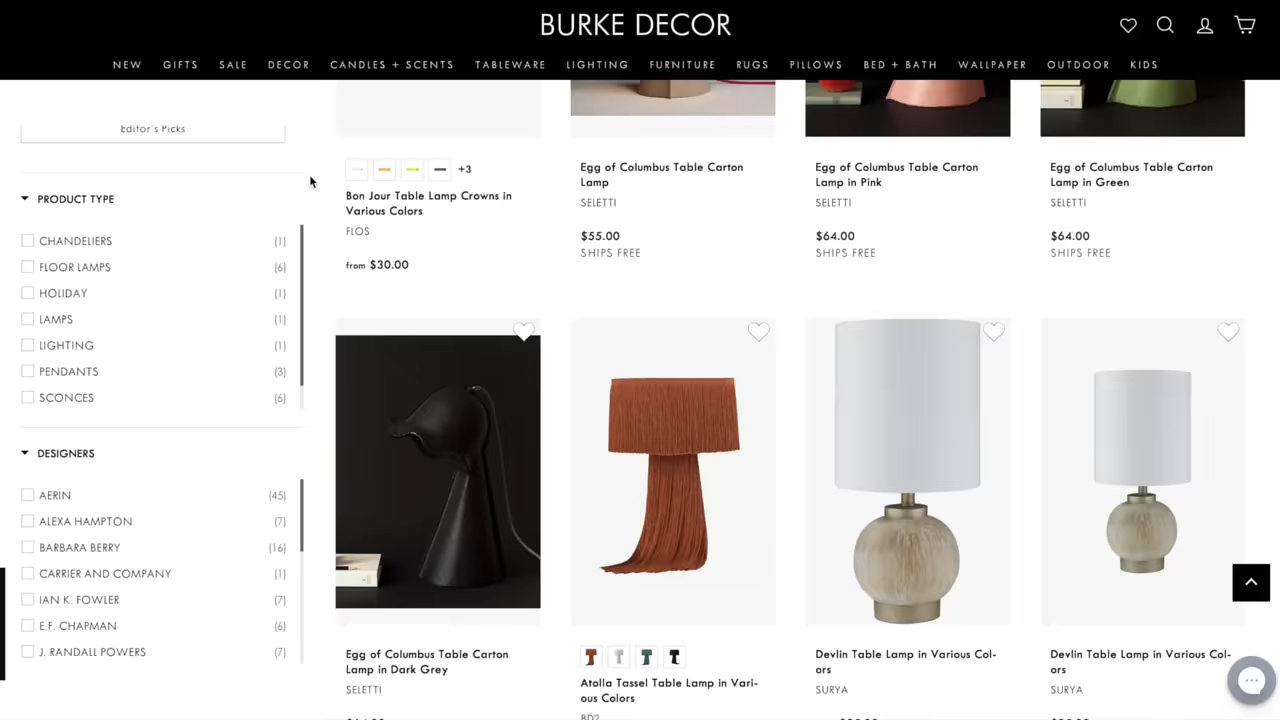 BURKE DECOR
NEW GIFTS SALE DECOR CANDLES + SCENTS TABLEWARE LIGHTING FURNITURE RUGS PILLOWS BED + BATH WALLPAPER OUTDOOR KIDS
Editor's Picks
PRODUCT TYPE
CHANDELIERS (1)
FLOOR LAMPS (6)
HOLIDAY (1)
LAMPS (1)
LIGHTING (1)
PENDANTS (3)
SCONCES (6)
DESIGNERS
AERIN (45)
ALEXA HAMPTON (7)
BARBARA BERRY (16)
CARRIER AND COMPANY (1)
IAN K. FOWLER (7)
E.F. CHAPMAN (6)
J. RANDALL POWERS (7)
+3
Bon Jour Table Lamp Crowns in
Various Colors
FLOS
from $30.00
Egg of Columbus Table Carton
Lamp
SELETTI
$55.00
SHIPS FREE
Egg of Columbus Table Carton
Lamp in Pink
SELETTI
$64.00
SHIPS FREE
Egg of Columbus Table Carton
Lamp in Green
SELETTI
$64.00
SHIPS FREE
Egg of Columbus Table Carton
Lamp in Dark Grey
SELETTI
Atolla Tassel Table Lamp in Vari-
ous Colors
BD2
Devlin Table Lamp in Various Col-
ors
SURYA
Devlin Table Lamp in Various Col-
ors
SURYA